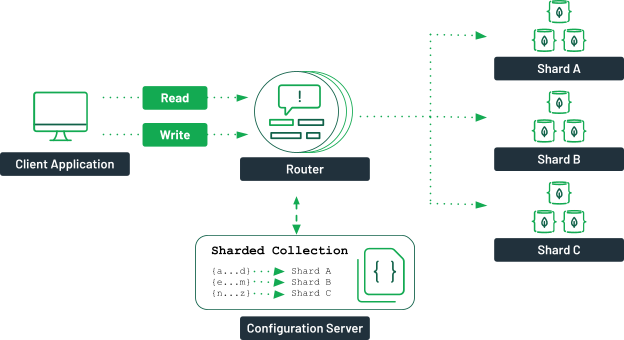 Client Application
Read
Write
!
Router
Shard A
Shard B
Shard C
Sharded Collection
{a...d} Shard A
{e...m} Shard B
{n...z} Shard C
{ }
Configuration Server